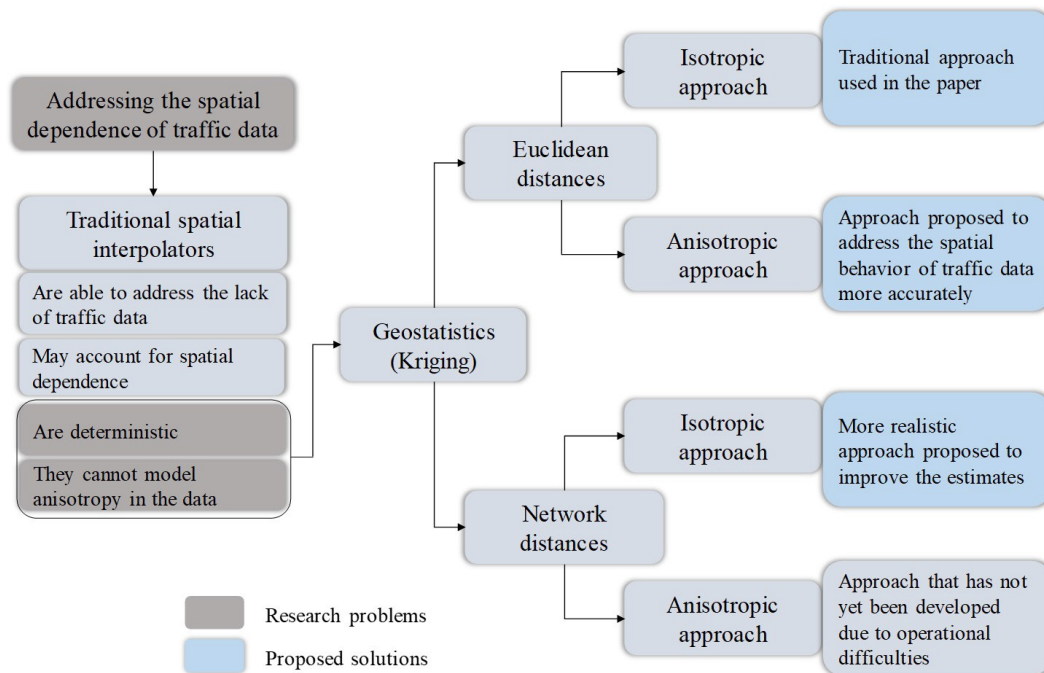 Addressing the spatial
dependence of traffic data
Traditional spatial
interpolators
Are able to address the lack
of traffic data
May account for spatial
dependence
Are deterministic
They cannot model
anisotropy in the data
Geostatistics
(Kriging)
Euclidean
distances
Isotropic
approach
Traditional approach
used in the paper
Anisotropic
approach
Approach proposed to
address the spatial
behavior of traffic data
more accurately
Network
distances
Isotropic
approach
More realistic
approach proposed to
improve the estimates
Anisotropic
approach
Approach that has not
yet been developed
due to operational
difficulties
Research problems
Proposed solutions